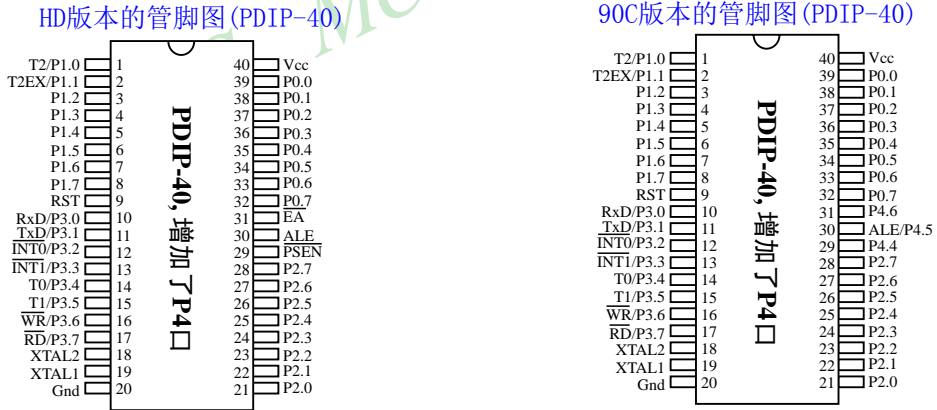 HD版本的管脚图(PDIP-40)
T2/P1.0 1
T2EX/P1.1 2
P1.2 3
P1.3 4
P1.4 5
P1.5 6
P1.6 7
P1.7 8
RST 9
RxD/P3.0 10
TxD/P3.1 11
INT0/P3.2 12
INT1/P3.3 13
T0/P3.4 14
T1/P3.5 15
WR/P3.6 16
RD/P3.7 17
XTAL2 18
XTAL1 19
Gnd 20
PDIP-40,增加了P4口
40 Vcc
39 P0.0
38 P0.1
37 P0.2
36 P0.3
35 P0.4
34 P0.5
33 P0.6
32 P0.7
31 EA
30 ALE
29 PSEN
28 P2.7
27 P2.6
26 P2.5
25 P2.4
24 P2.3
23 P2.2
22 P2.1
21 P2.0
90C版本的管脚图(PDIP-40)
T2/P1.0 1
T2EX/P1.1 2
P1.2 3
P1.3 4
P1.4 5
P1.5 6
P1.6 7
P1.7 8
RST 9
RxD/P3.0 10
TxD/P3.1 11
INT0/P3.2 12
INT1/P3.3 13
T0/P3.4 14
T1/P3.5 15
WR/P3.6 16
RD/P3.7 17
XTAL2 18
XTAL1 19
Gnd 20
PDIP-40,增加了P4口
40 Vcc
39 P0.0
38 P0.1
37 P0.2
36 P0.3
35 P0.4
34 P0.5
33 P0.6
32 P0.7
31 P4.6
30 ALE/P4.5
29 P4.4
28 P2.7
27 P2.6
26 P2.5
25 P2.4
24 P2.3
23 P2.2
22 P2.1
21 P2.0